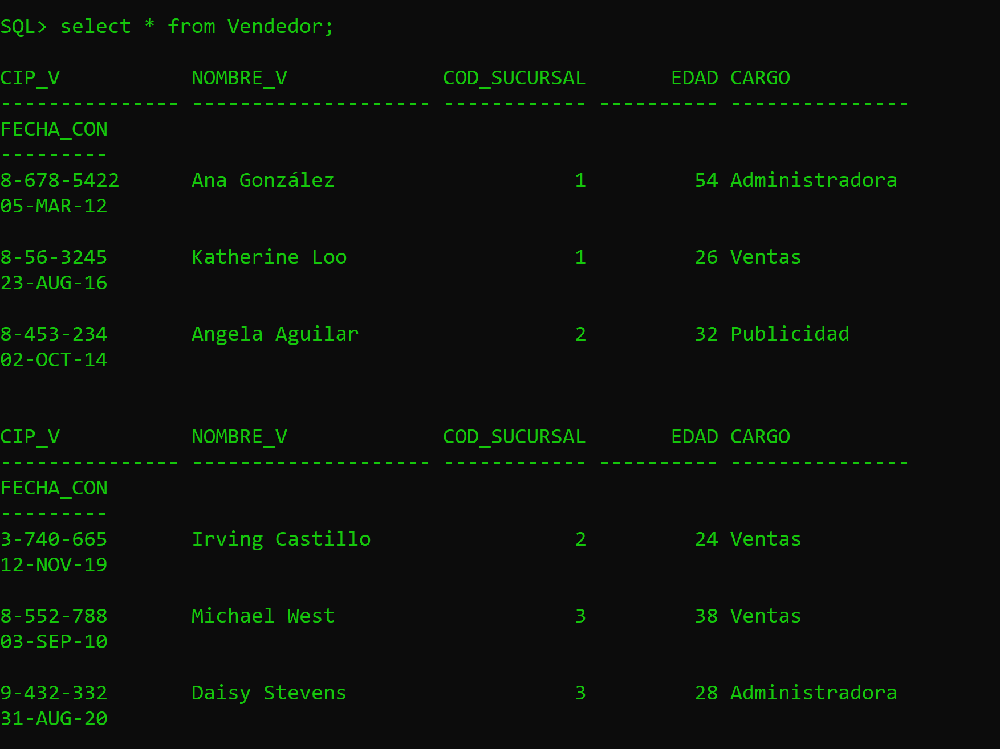 SQL> select * from Vendedor;
CIP_V           NOMBRE_V             COD_SUCURSAL       EDAD CARGO
--------------- -------------------- ------------ ---------- ---------------
FECHA_CON
---------
8-678-5422      Ana González                    1         54 Administradora
05-MAR-12
8-56-3245       Katherine Loo                   1         26 Ventas
23-AUG-16
8-453-234       Angela Aguilar                  2         32 Publicidad
02-OCT-14
CIP_V           NOMBRE_V             COD_SUCURSAL       EDAD CARGO
--------------- -------------------- ------------ ---------- ---------------
FECHA_CON
---------
3-740-665       Irving Castillo                 2         24 Ventas
12-NOV-19
8-552-788       Michael West                    3         38 Ventas
03-SEP-10
9-432-332       Daisy Stevens                   3         28 Administradora
31-AUG-20